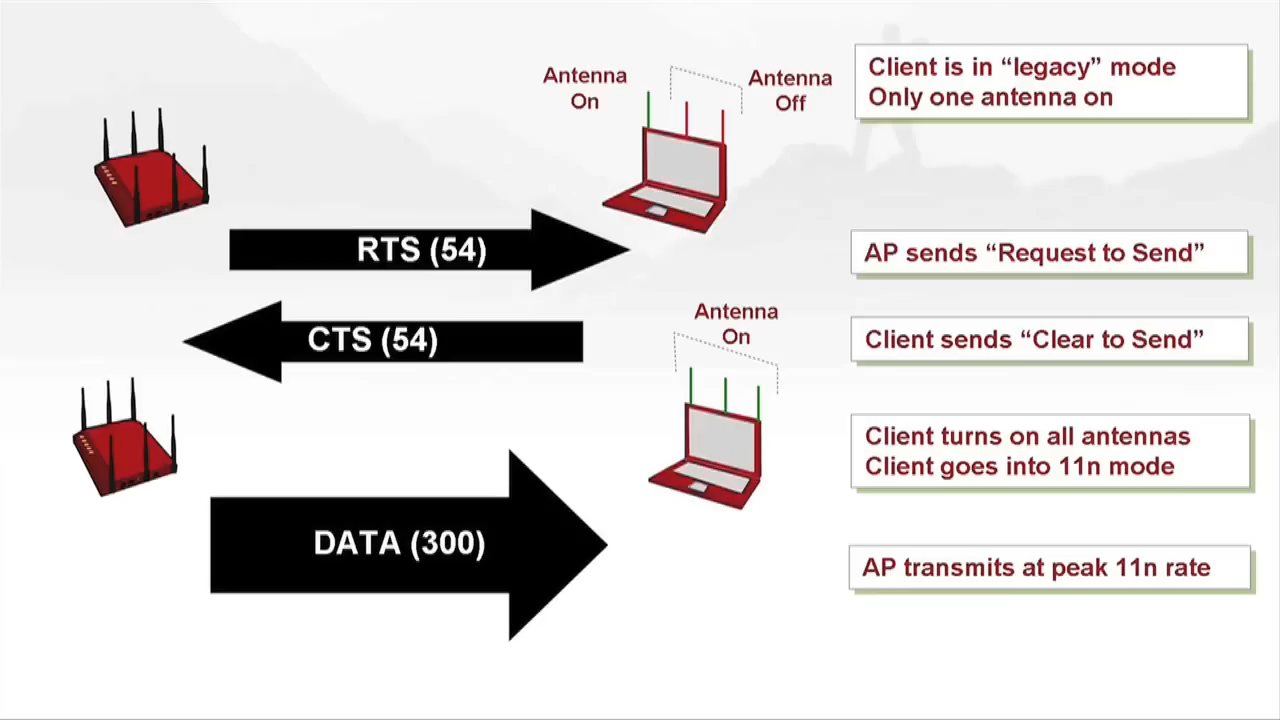 Antenna
On
Antenna
Off
Client is in “legacy” mode
Only one antenna on
RTS (54)
AP sends “Request to Send”
CTS (54)
Antenna
On
Client sends “Clear to Send”
Client turns on all antennas
Client goes into 11n mode
DATA (300)
AP transmits at peak 11n rate